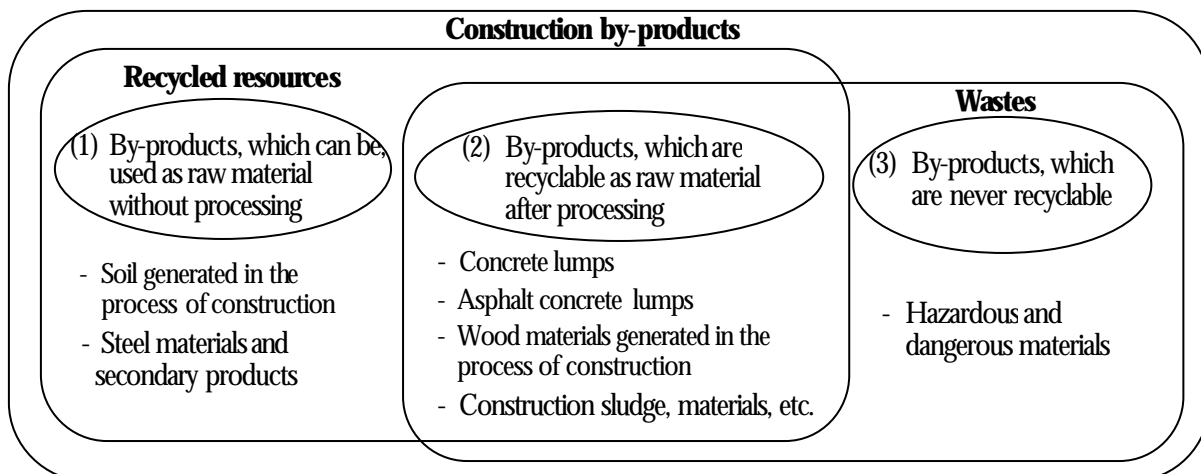 Construction by-products
Recycled resources
(1) By-products, which can be,
used as raw material
without processing
- Soil generated in the
process of construction
- Steel materials and
secondary products
(2) By-products, which are
recyclable as raw material
after processing
- Concrete lumps
- Asphalt concrete lumps
- Wood materials generated in the
process of construction
- Construction sludge, materials, etc.
Wastes
(3) By-products, which
are never recyclable
- Hazardous and
dangerous materials